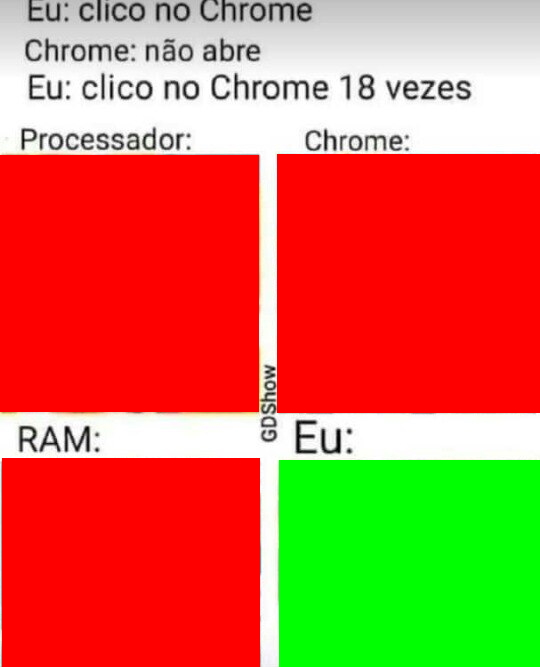 Eu: clico no Chrome
Chrome: não abre
Eu: clico no Chrome 18 vezes
Processador:
Chrome:
GDShow
RAM:
Eu: